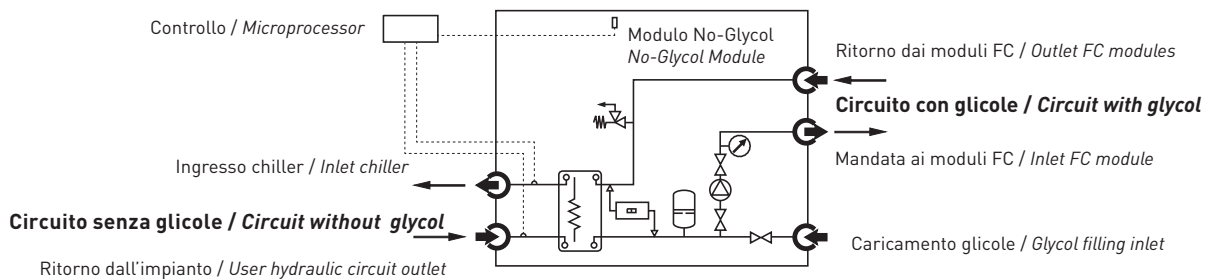 Controllo / Microprocessor
Modulo No-Glycol
No-Glycol Module
Ritorno dai moduli FC / Outlet FC modules
Circuito con glicole / Circuit with glycol
Mandata ai moduli FC / Inlet FC module
Ingresso chiller / Inlet chiller
Circuito senza glicole / Circuit without glycol
Ritorno dall'impianto / User hydraulic circuit outlet
Caricamento glicole / Glycol filling inlet